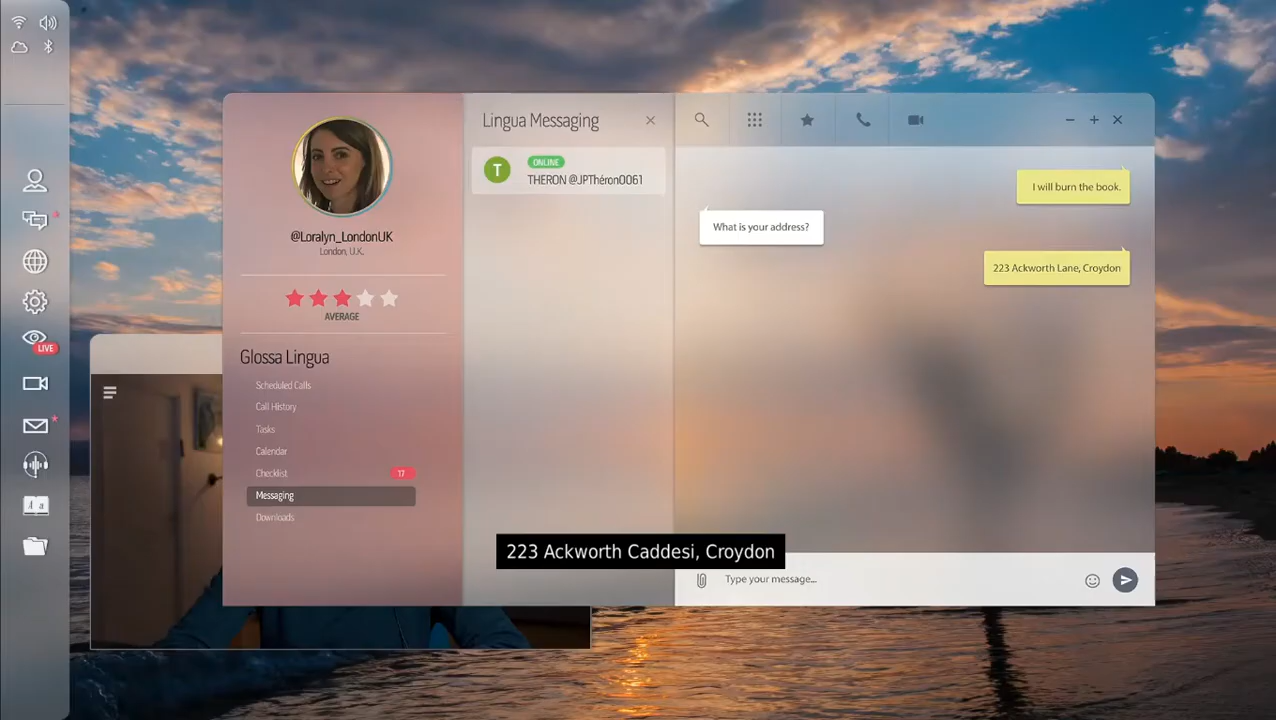 LIVE
@Loralyn_LondonUK
London, U.K.
AVERAGE
Glossa Lingua
Scheduled Calls
Call History
Tasks
Calendar
Checklist 17
Messaging
Downloads
Lingua Messaging
T
ONLINE
THERON @JPThéron0061
I will burn the book.
What is your address?
223 Ackworth Lane, Croydon
223 Ackworth Caddesi, Croydon
Type your message...